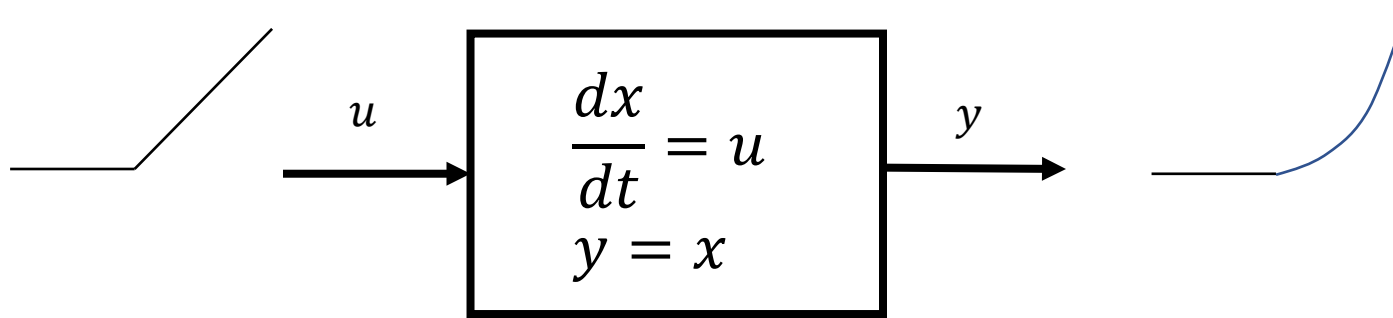 u
dx
dt
= u
y = x
y